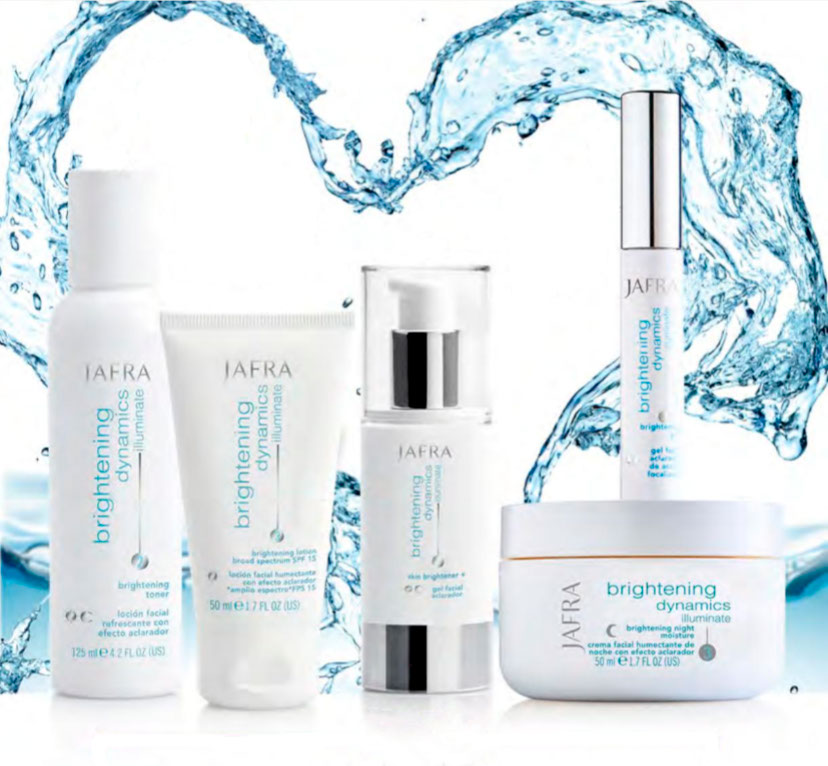 JAFRA
brightening
dynamics
illuminate
brightening
toner
loción facial
refrescante con
efecto aclarador
125 ml e 4.2 FL OZ (US)
JAFRA
brightening
dynamics
illuminate
brightening lotion
broad spectrum SPF 15
loción facial humectante
con efecto aclarador
*amplio espectro*FPS 15
50 ml e 1.7 FL OZ (US)
JAFRA
brightening
dynamics
illuminate
skin brightener +
gel facial
aclarador
JAFRA
brightening
dynamics
illuminate
gel
JAFRA
brightening
dynamics
illuminate
brightening night
moisture
crema facial humectante de
noche con efecto aclarador
50 ml e 1.7 FL OZ (US)